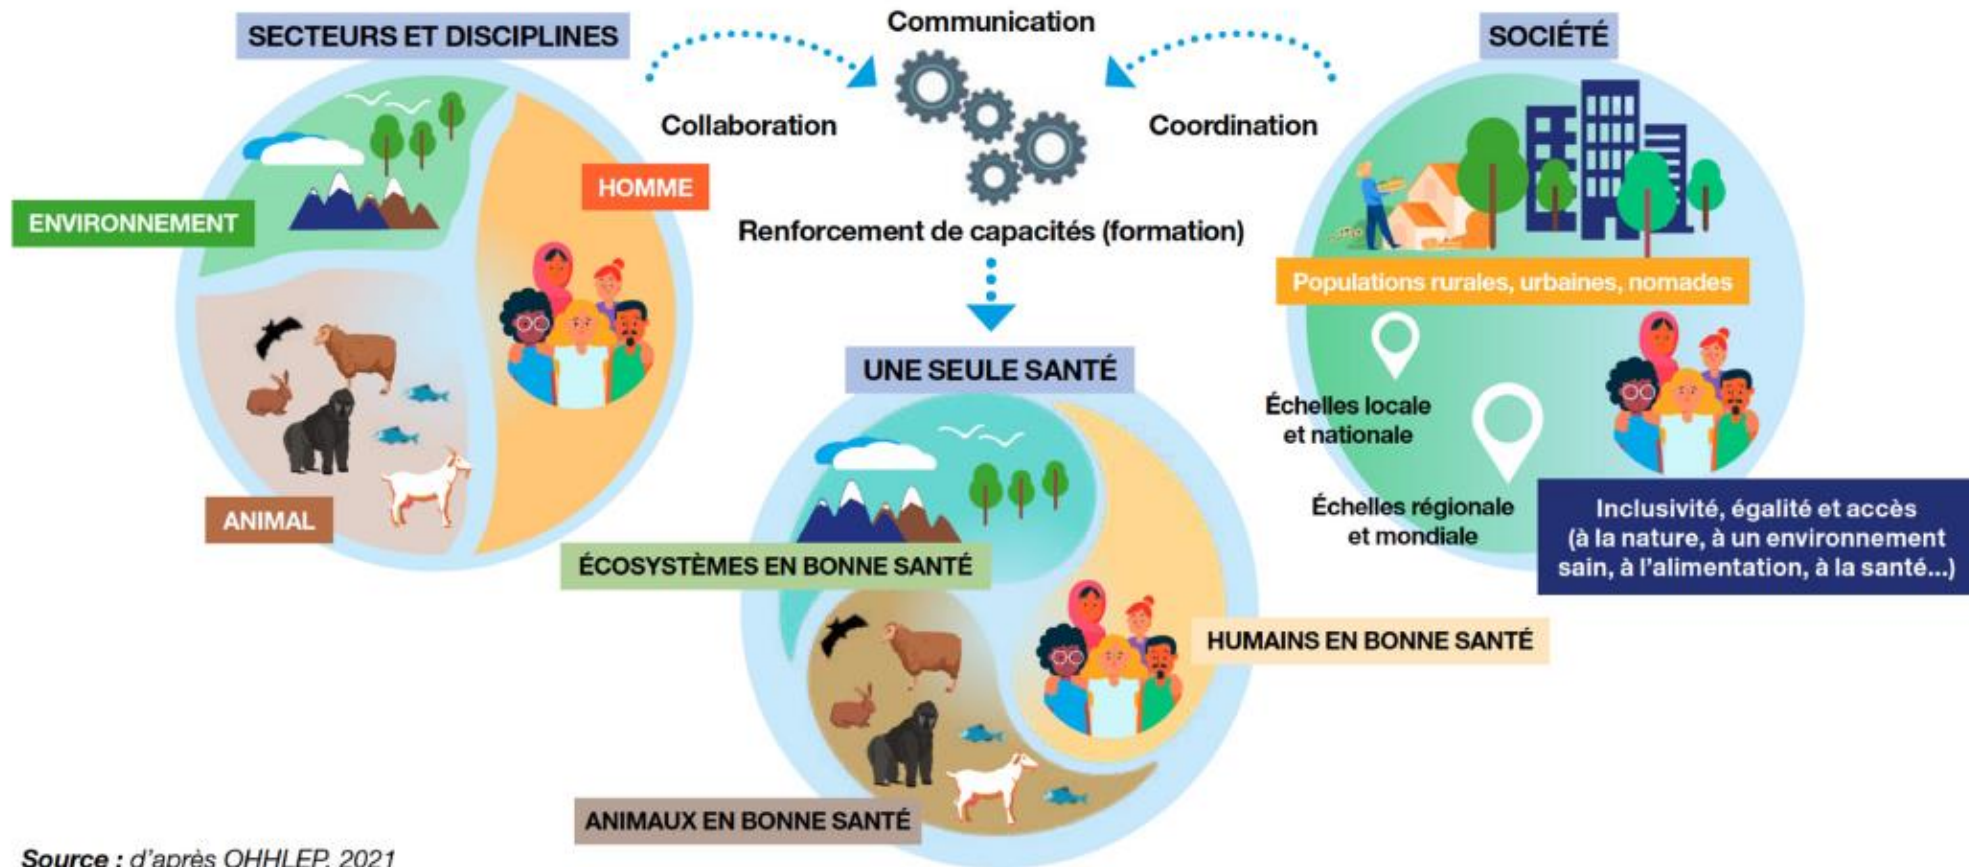 SECTEURS ET DISCIPLINES
ENVIRONNEMENT
HOMME
ANIMAL
Communication
Collaboration
Coordination
Renforcement de capacités (formation)
SOCIÉTÉ
Populations rurales, urbaines, nomades
Échelles locale
et nationale
Échelles régionale
et mondiale
Inclusivité, égalité et accès
(à la nature, à un environnement
sain, à l'alimentation, à la santé...)
UNE SEULE SANTÉ
ÉCOSYSTÈMES EN BONNE SANTÉ
HUMAINS EN BONNE SANTÉ
ANIMAUX EN BONNE SANTÉ
Source : d'après OHHLEP, 2021